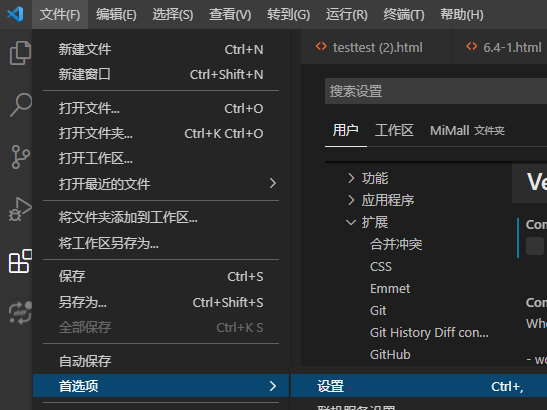 文件(F) 编辑(E) 选择(S) 查看(V) 转到(G) 运行(R) 终端(T) 帮助(H)
新建文件 Ctrl+N
新建窗口 Ctrl+Shift+N
打开文件... Ctrl+O
打开文件夹... Ctrl+K Ctrl+O
打开工作区...
打开最近的文件
将文件夹添加到工作区...
将工作区另存为...
保存 Ctrl+S
另存为... Ctrl+Shift+S
全部保存 Ctrl+K S
自动保存
首选项
设置 Ctrl+,
testtest (2).html 6.4-1.html
搜索设置
用户 工作区 MiMall 文件夹
功能
应用程序
扩展
合并冲突
CSS
Emmet
Git
Git History Diff con...
GitHub
Ve
Con
Con
Whe
- wo